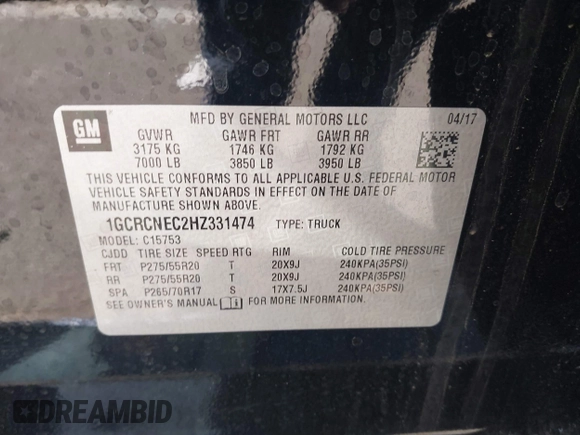 GM
MFD BY GENERAL MOTORS LLC 04/17
GVWR GAWR FRT GAWR RR
3175 KG 1746 KG 1792 KG
7000 LB 3850 LB 3950 LB
THIS VEHICLE CONFORMS TO ALL APPLICABLE U.S. FEDERAL MOTOR
VEHICLE SAFETY STANDARDS IN EFFECT ON THE DATE OF
MANUFACTURE SHOWN ABOVE.
1GCRCNEC2HZ331474 TYPE: TRUCK
MODEL: C15753
CJDD TIRE SIZE SPEED RTG RIM COLD TIRE PRESSURE
FRT P275/55R20 T 20X9J 240KPA(35PSI)
RR P275/55R20 T 20X9J 240KPA(35PSI)
SPA P265/70R17 S 17X7.5J 240KPA(35PSI)
SEE OWNER'S MANUAL FOR MORE INFORMATION.
DREAMBID